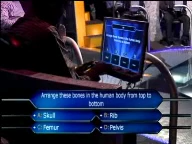 Arrange these bones in the human body from top to
bottom
A: Skull
B: Rib
C: Femur
D: Pelvis